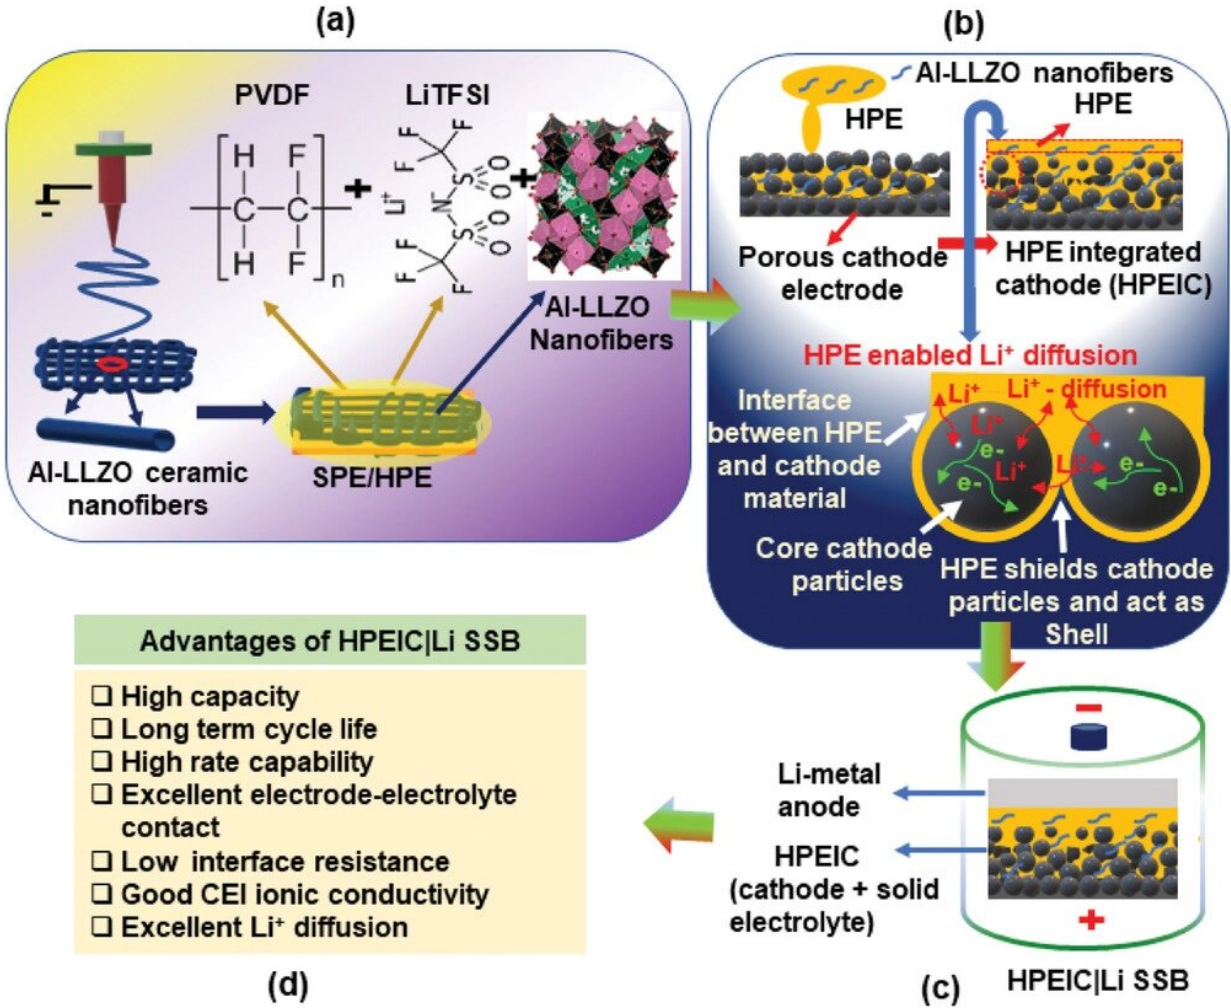 (a)
PVDF
LiTFSI
H F
C C
H F
n
+
+
F
F
F
S
O
O
Li⁺
N⁻
S
O
O
F
F
F
Al-LLZO
Nanofibers
Al-LLZO ceramic
nanofibers
SPE/HPE
(b)
Al-LLZO nanofibers
HPE
HPE
Porous cathode
electrode
HPE integrated
cathode (HPEIC)
HPE enabled Li⁺ diffusion
Li⁺
Li⁺ - diffusion
Interface
between HPE
and cathode
material
Li⁺
e-
Li⁺
e-
Li⁺
e-
e-
Core cathode
particles
HPE shields cathode
particles and act as
Shell
Advantages of HPEIC|Li SSB
❑ High capacity
❑ Long term cycle life
❑ High rate capability
❑ Excellent electrode-electrolyte
contact
❑ Low interface resistance
❑ Good CEI ionic conductivity
❑ Excellent Li⁺ diffusion
(d)
−
Li-metal
anode
HPEIC
(cathode + solid
electrolyte)
+
(c)
HPEIC|Li SSB